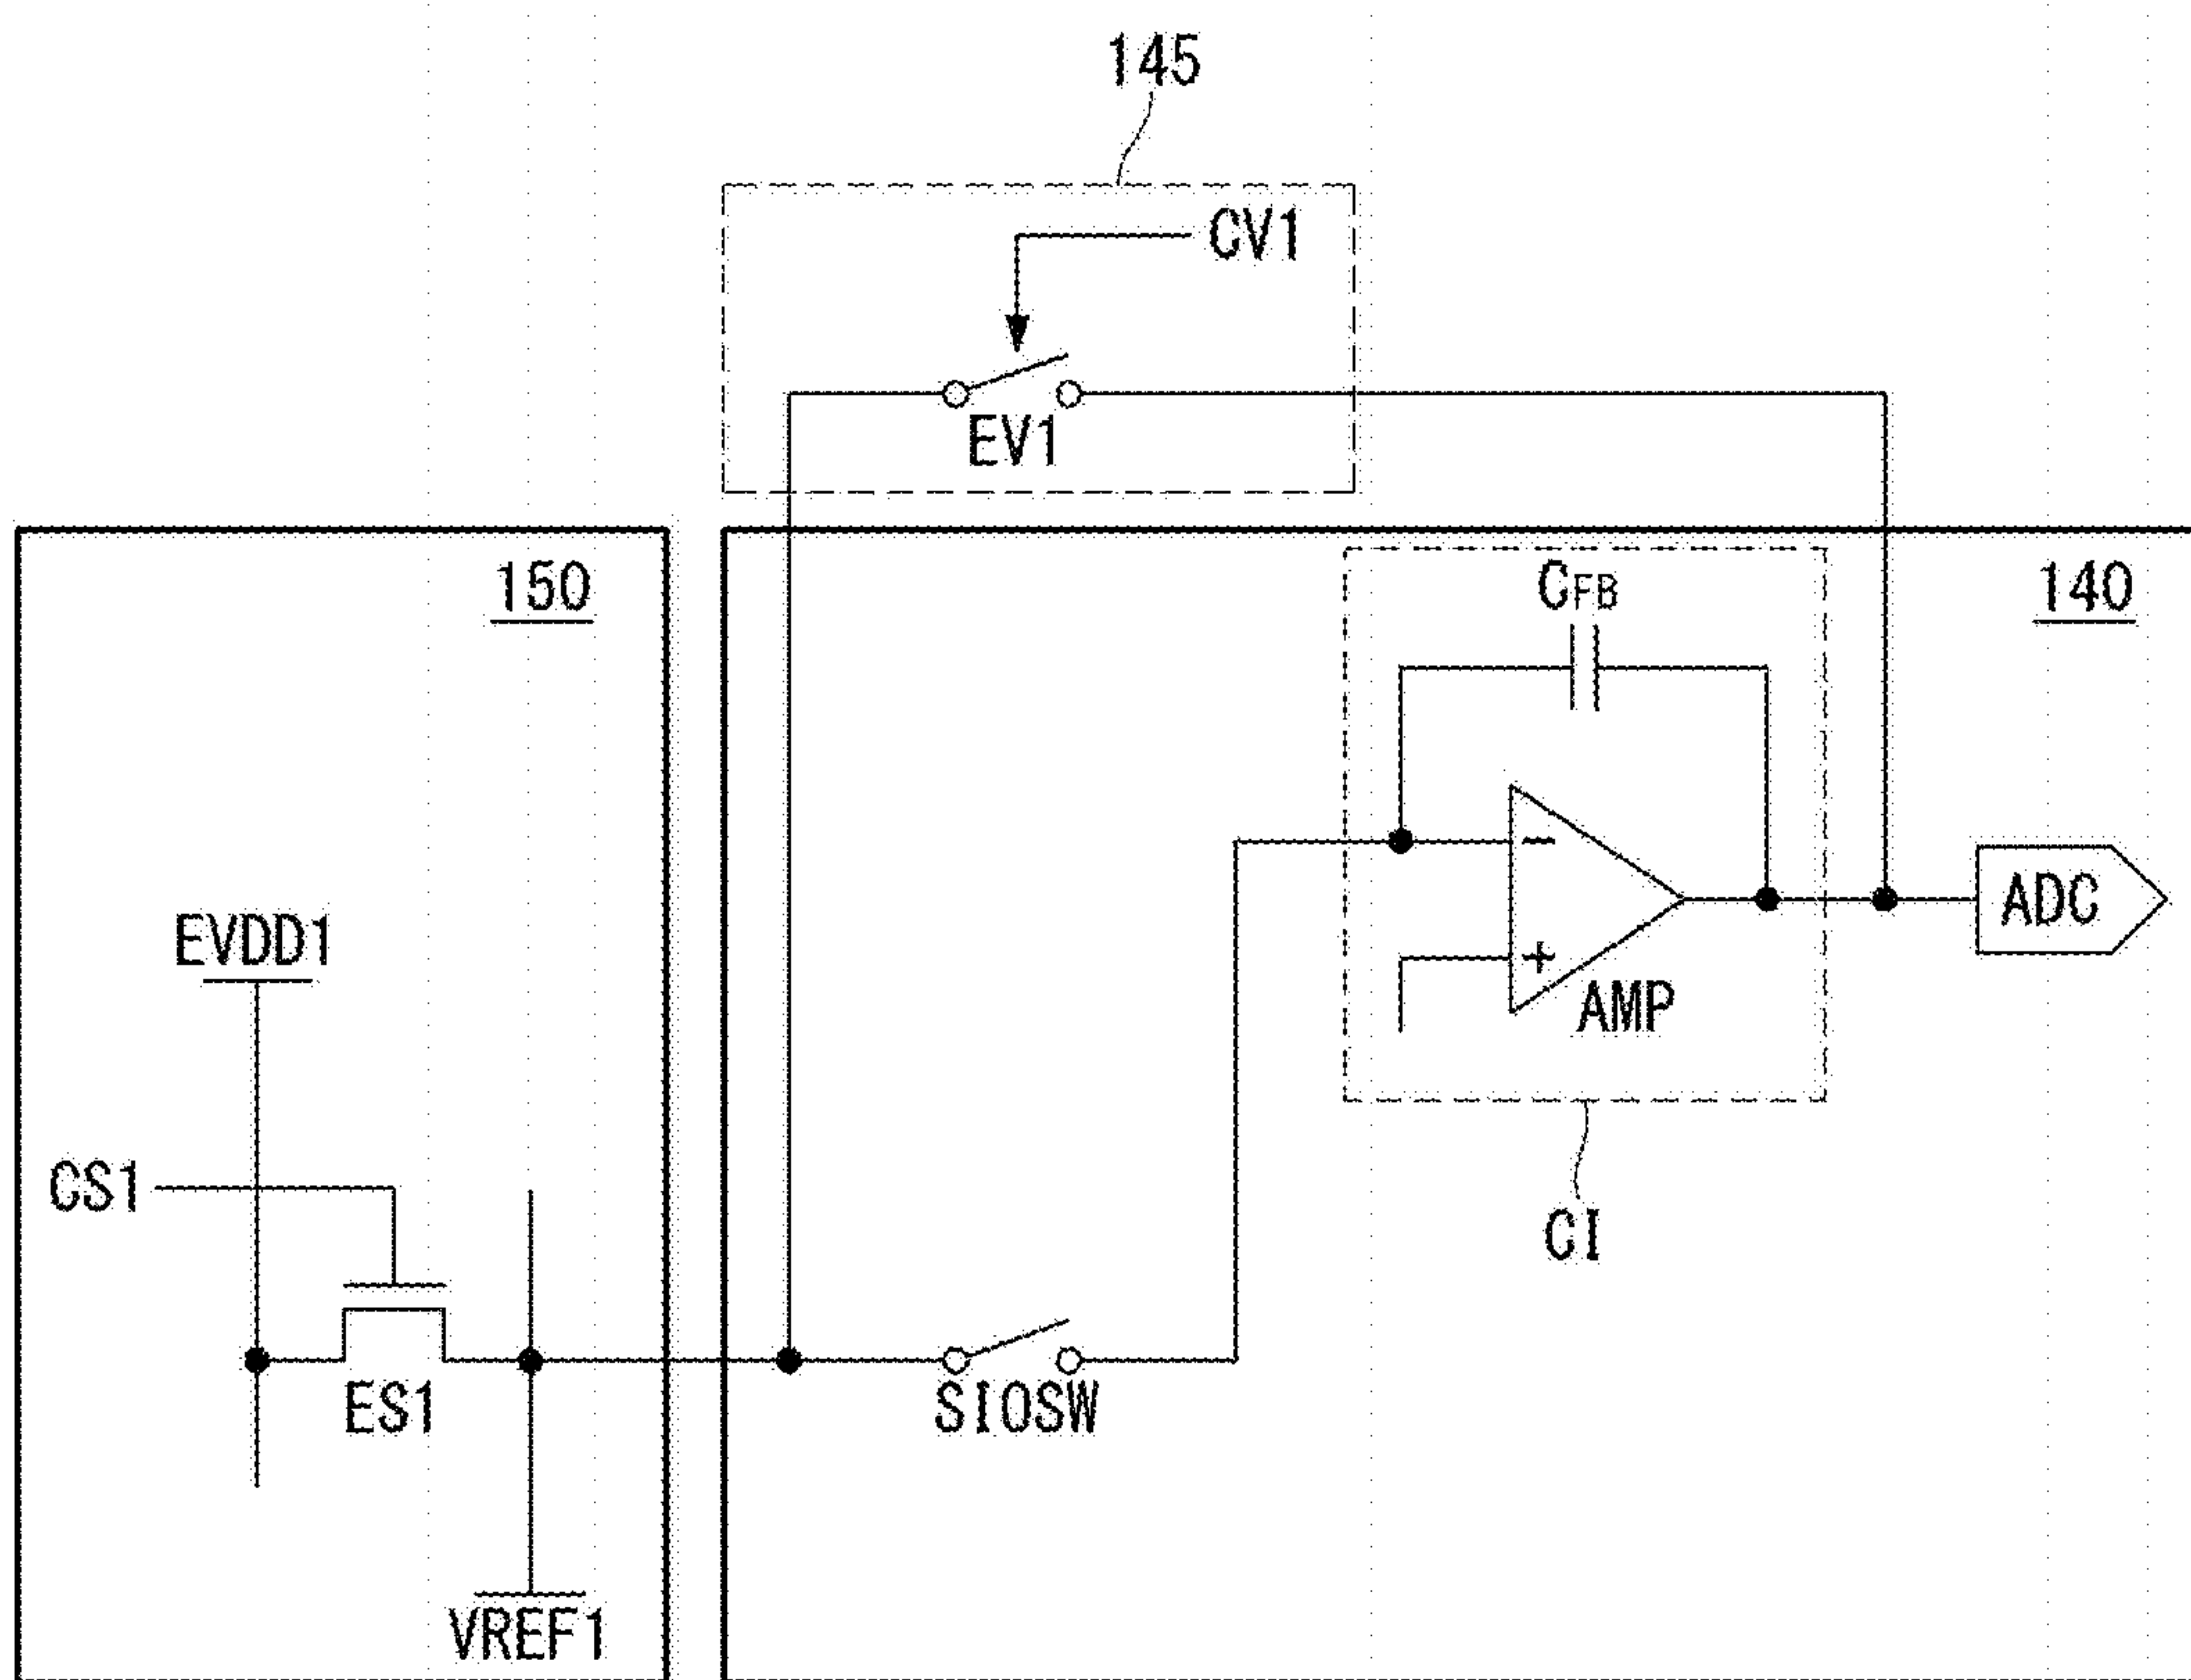 145
CV1
EV1
150
CFB
140
−
+
AMP
ADC
EVDD1
CS1
CI
ES1
SIOSW
VREF1